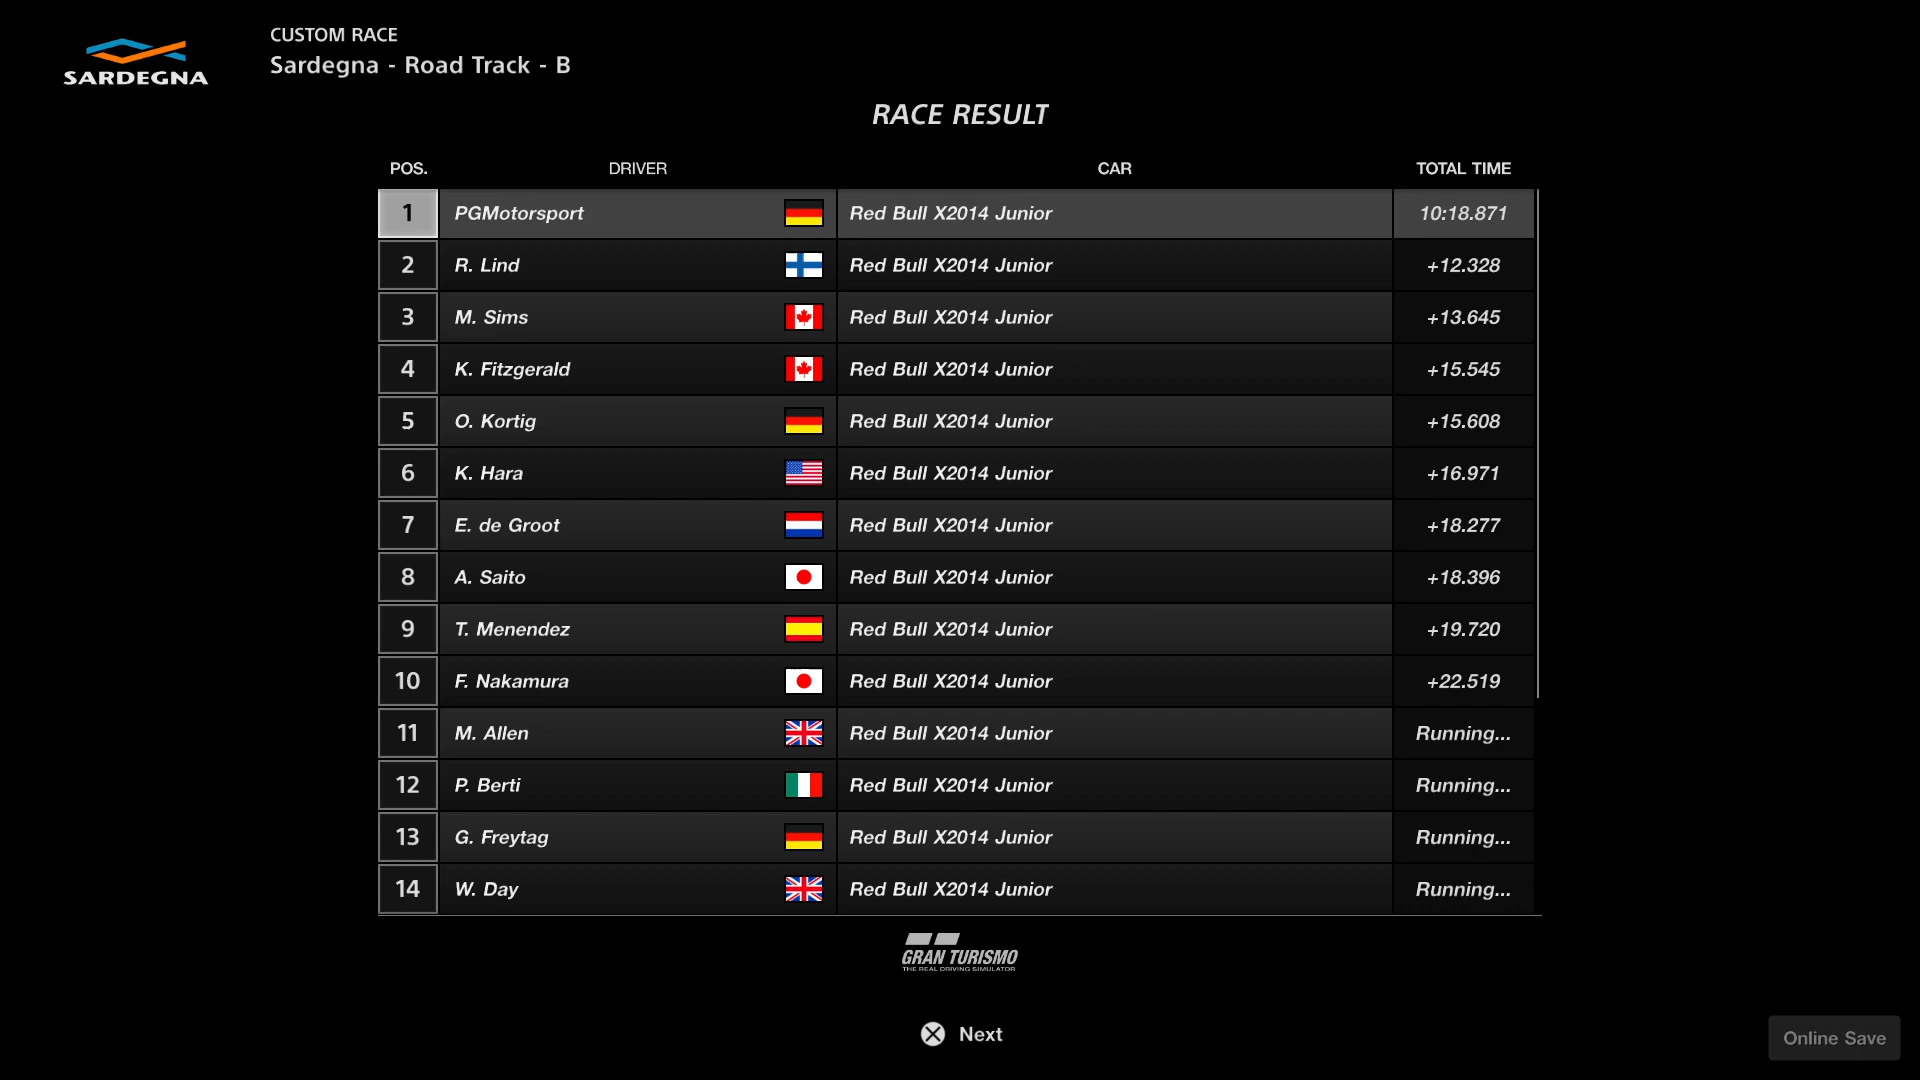 SARDEGNA
CUSTOM RACE
Sardegna - Road Track - B
RACE RESULT
POS. DRIVER CAR TOTAL TIME
1 PGMotorsport Red Bull X2014 Junior 10:18.871
2 R. Lind Red Bull X2014 Junior +12.328
3 M. Sims Red Bull X2014 Junior +13.645
4 K. Fitzgerald Red Bull X2014 Junior +15.545
5 O. Kortig Red Bull X2014 Junior +15.608
6 K. Hara Red Bull X2014 Junior +16.971
7 E. de Groot Red Bull X2014 Junior +18.277
8 A. Saito Red Bull X2014 Junior +18.396
9 T. Menendez Red Bull X2014 Junior +19.720
10 F. Nakamura Red Bull X2014 Junior +22.519
11 M. Allen Red Bull X2014 Junior Running...
12 P. Berti Red Bull X2014 Junior Running...
13 G. Freytag Red Bull X2014 Junior Running...
14 W. Day Red Bull X2014 Junior Running...
GRAN TURISMO
THE REAL DRIVING SIMULATOR
Next
Online Save